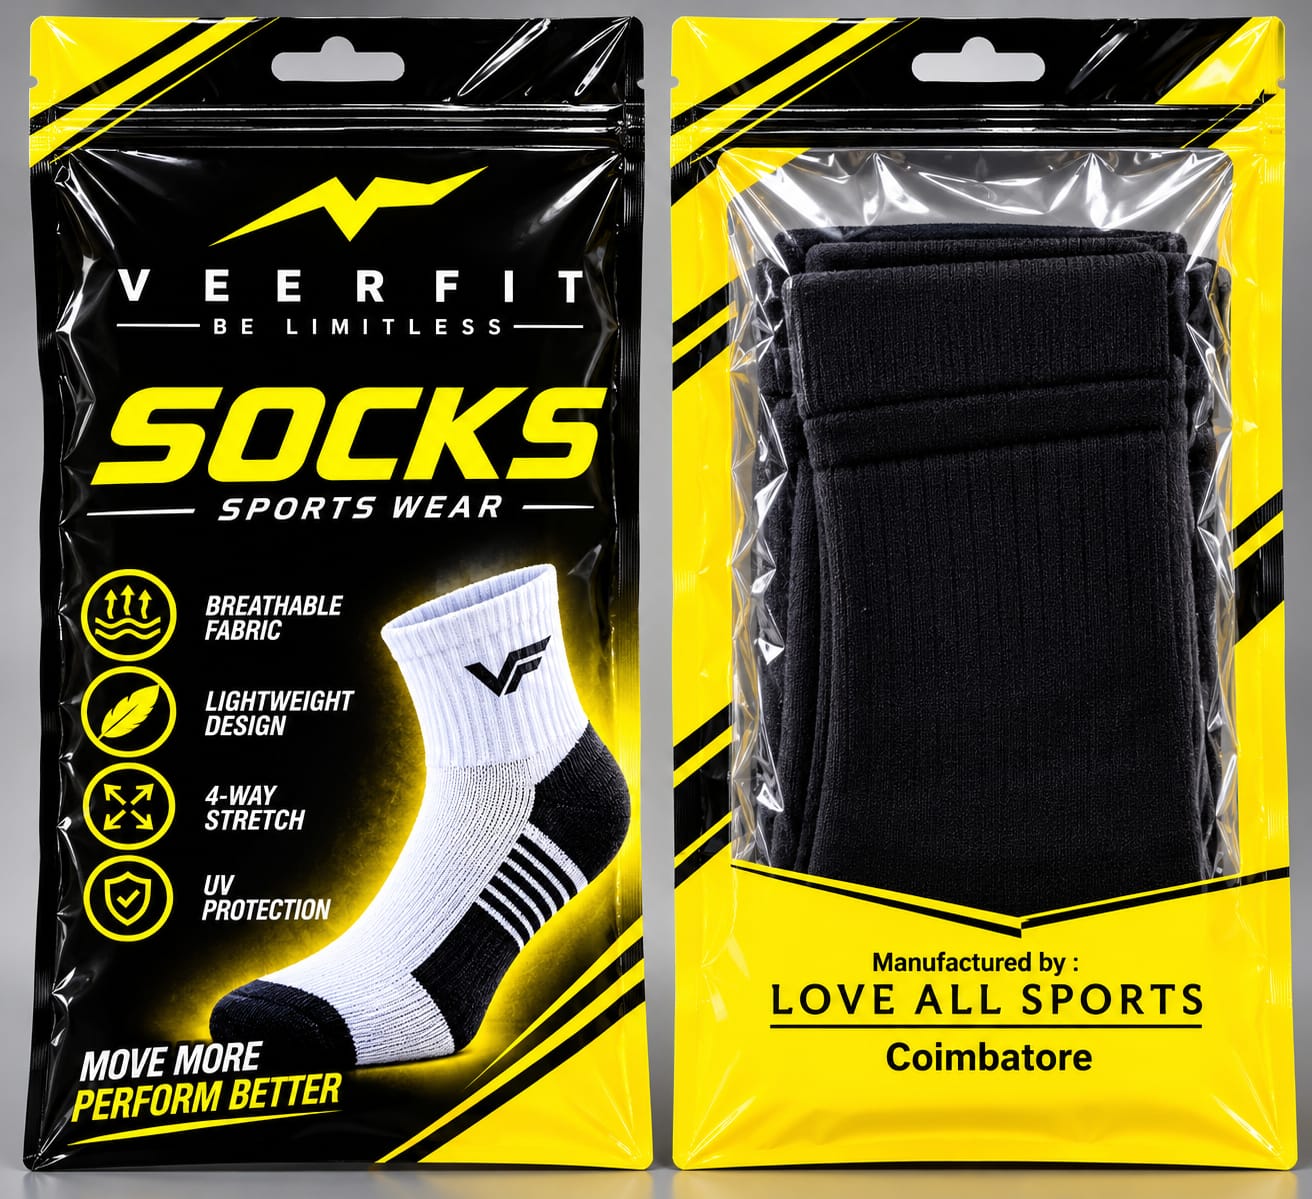 VEERFIT
BE LIMITLESS
SOCKS
SPORTS WEAR
BREATHABLE
FABRIC
LIGHTWEIGHT
DESIGN
4-WAY
STRETCH
UV
PROTECTION
VF
MOVE MORE
PERFORM BETTER
Manufactured by :
LOVE ALL SPORTS
Coimbatore